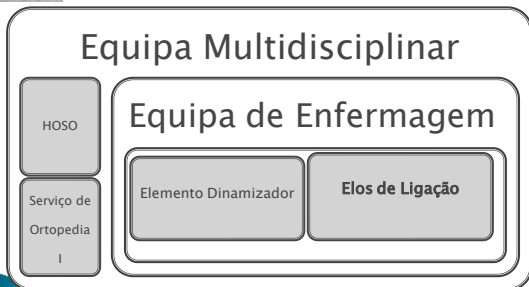 Equipa Multidisciplinar
HOSO
Serviço de
Ortopedia
I
Equipa de Enfermagem
Elemento Dinamizador
Elos de Ligação